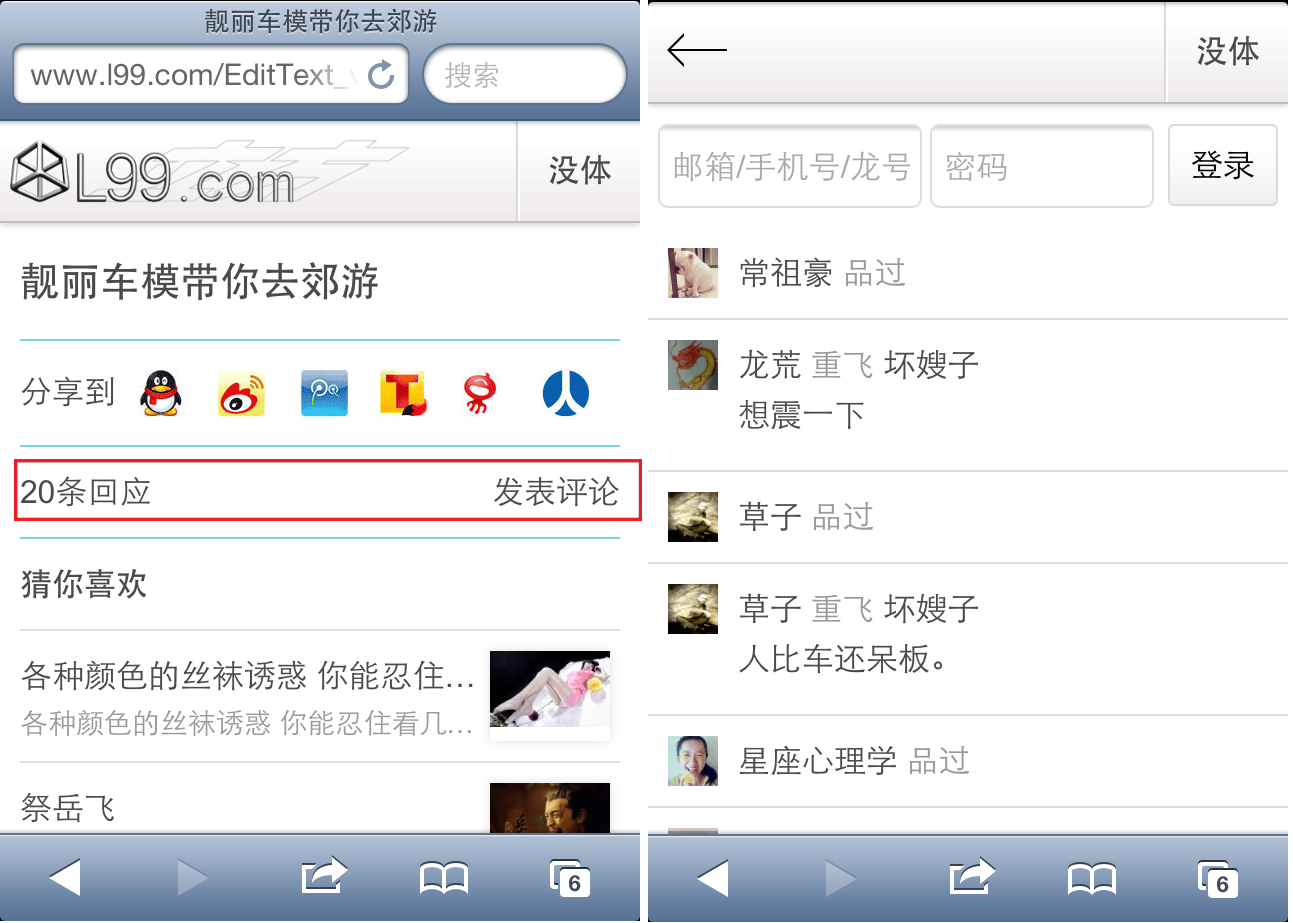 靓丽车模带你去郊游
www.l99.com/EditText_
搜索
L99.com
没体
靓丽车模带你去郊游
分享到
20条回应
发表评论
猜你喜欢
各种颜色的丝袜诱惑 你能忍住…
各种颜色的丝袜诱惑 你能忍住看几…
祭岳飞
6
没体
邮箱/手机号/龙号
密码
登录
常祖豪 品过
龙荒 重飞 坏嫂子
想震一下
草子 品过
草子 重飞 坏嫂子
人比车还呆板。
星座心理学 品过
6